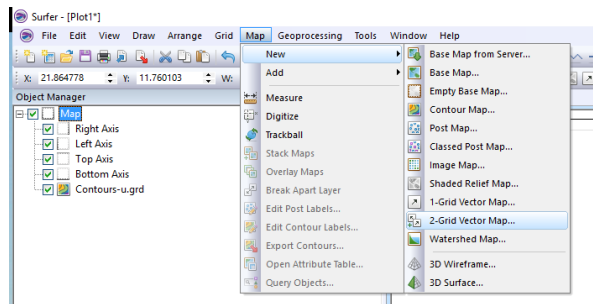 Surfer - [Plot1*]
File Edit View Draw Arrange Grid Map Geoprocessing Tools Window Help
X: 21.864778 Y: 11.760103 W:
Object Manager
Map
Right Axis
Left Axis
Top Axis
Bottom Axis
Contours-u.grd
New
Add
Measure
Digitize
Trackball
Stack Maps
Overlay Maps
Break Apart Layer
Edit Post Labels...
Edit Contour Labels...
Export Contours...
Open Attribute Table...
Query Objects...
Base Map from Server...
Base Map...
Empty Base Map...
Contour Map...
Post Map...
Classed Post Map...
Image Map...
Shaded Relief Map...
1-Grid Vector Map...
2-Grid Vector Map...
Watershed Map...
3D Wireframe...
3D Surface...